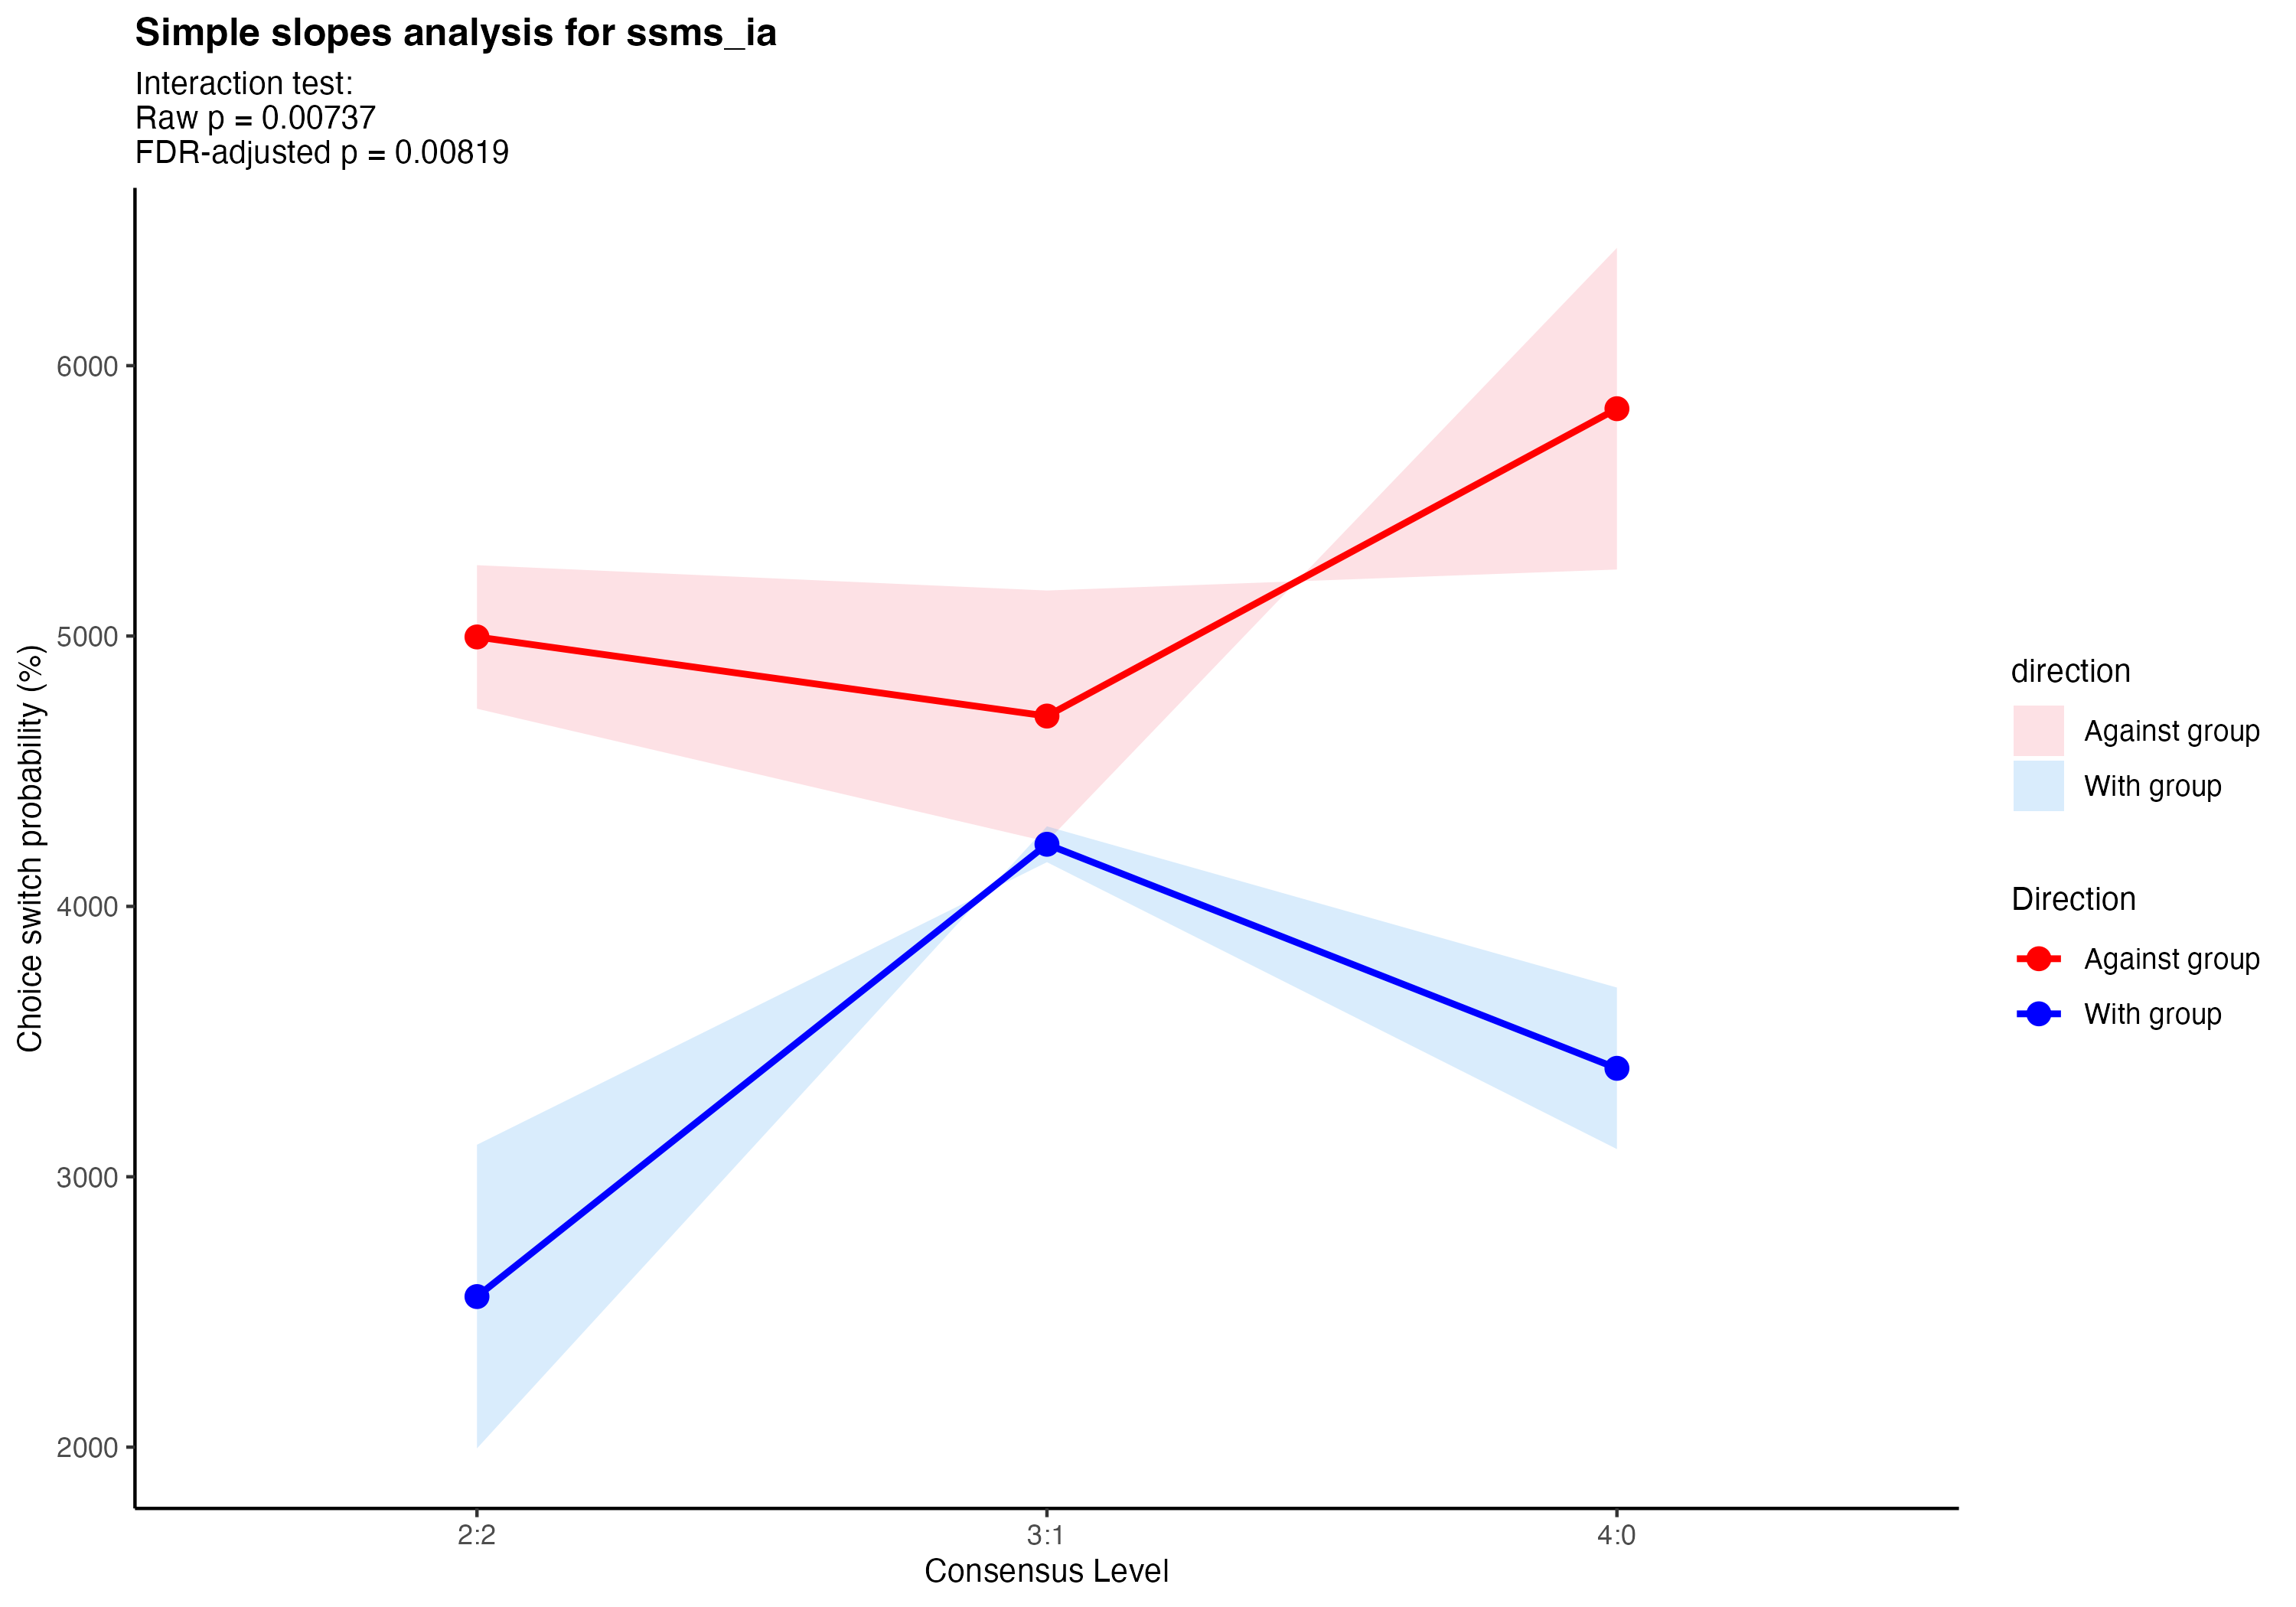 Simple slopes analysis for ssms_ia
Interaction test:
Raw p = 0.00737
FDR-adjusted p = 0.00819
Choice switch probability (%)
6000
5000
4000
3000
2000
2:2
3:1
4:0
Consensus Level
direction
Against group
With group
Direction
Against group
With group